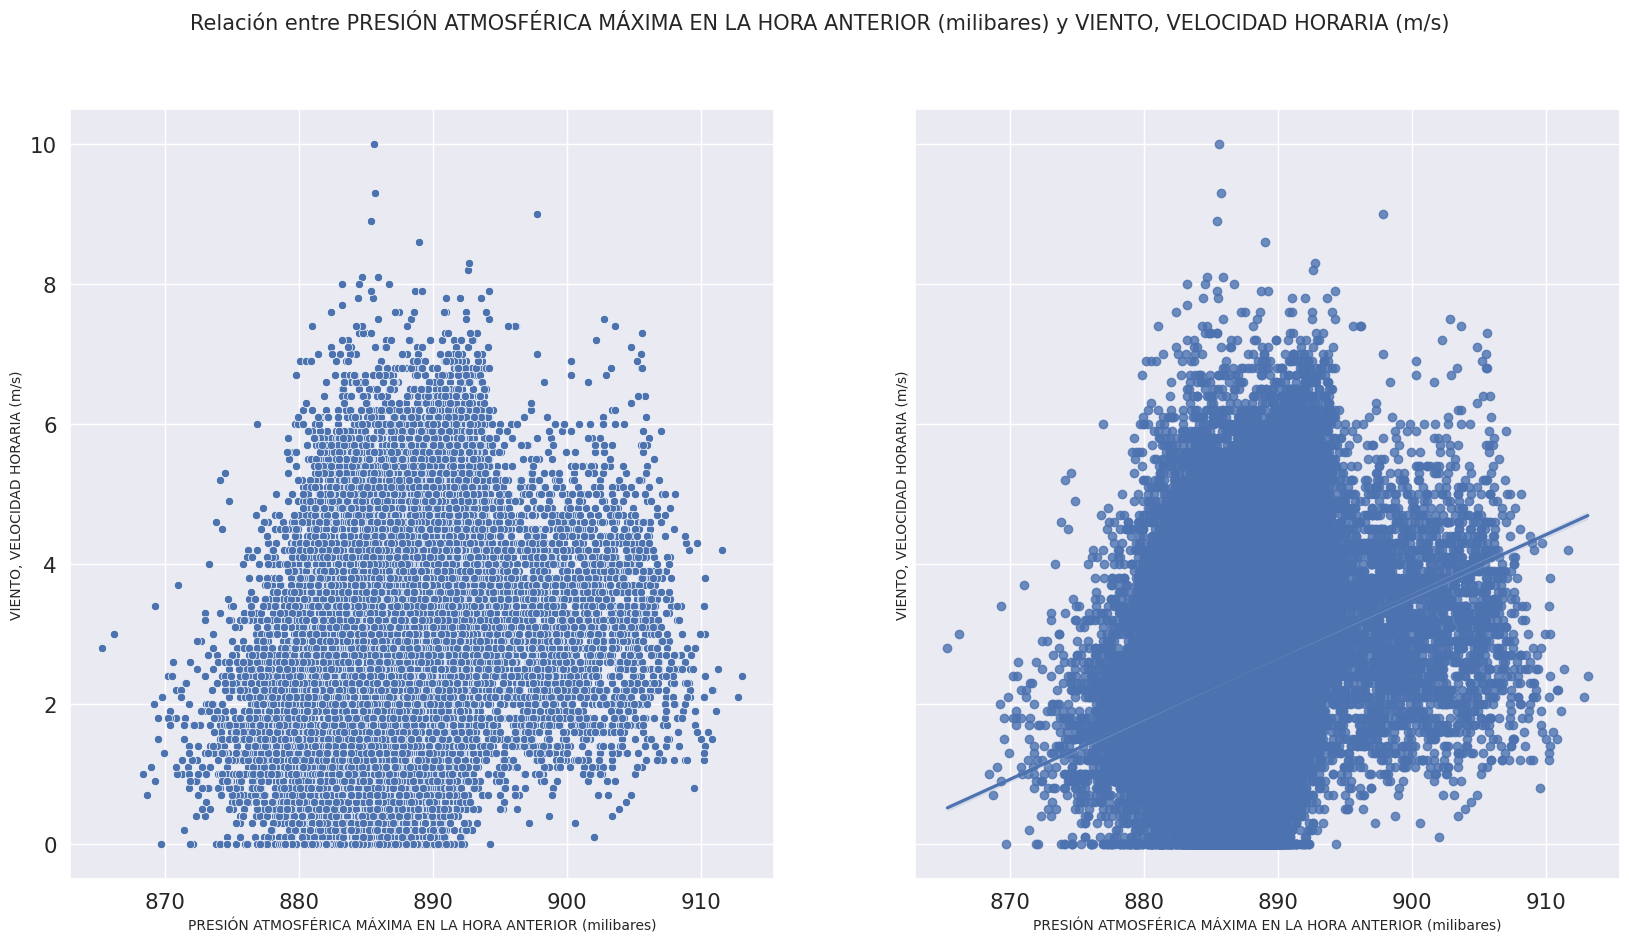 Relación entre PRESIÓN ATMOSFÉRICA MÁXIMA EN LA HORA ANTERIOR (milibares) y VIENTO, VELOCIDAD HORARIA (m/s)
VIENTO, VELOCIDAD HORARIA (m/s)
10
8
6
4
2
0
870 880 890 900 910
PRESIÓN ATMOSFÉRICA MÁXIMA EN LA HORA ANTERIOR (milibares)
VIENTO, VELOCIDAD HORARIA (m/s)
870 880 890 900 910
PRESIÓN ATMOSFÉRICA MÁXIMA EN LA HORA ANTERIOR (milibares)